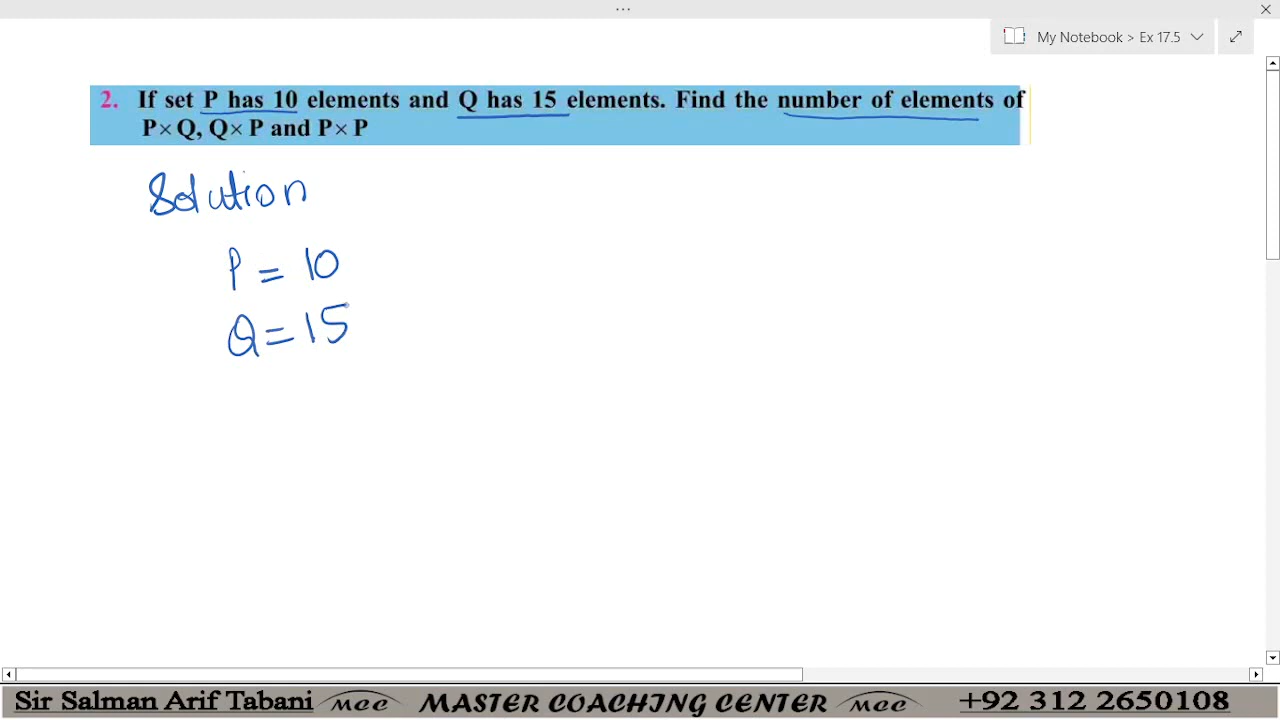 ...
My Notebook > Ex 17.5
2. If set P has 10 elements and Q has 15 elements. Find the number of elements of
P× Q, Q× P and P× P
Solution
P = 10
Q = 15
Sir Salman Arif Tabani mcc MASTER COACHING CENTER mcc +92 312 2650108